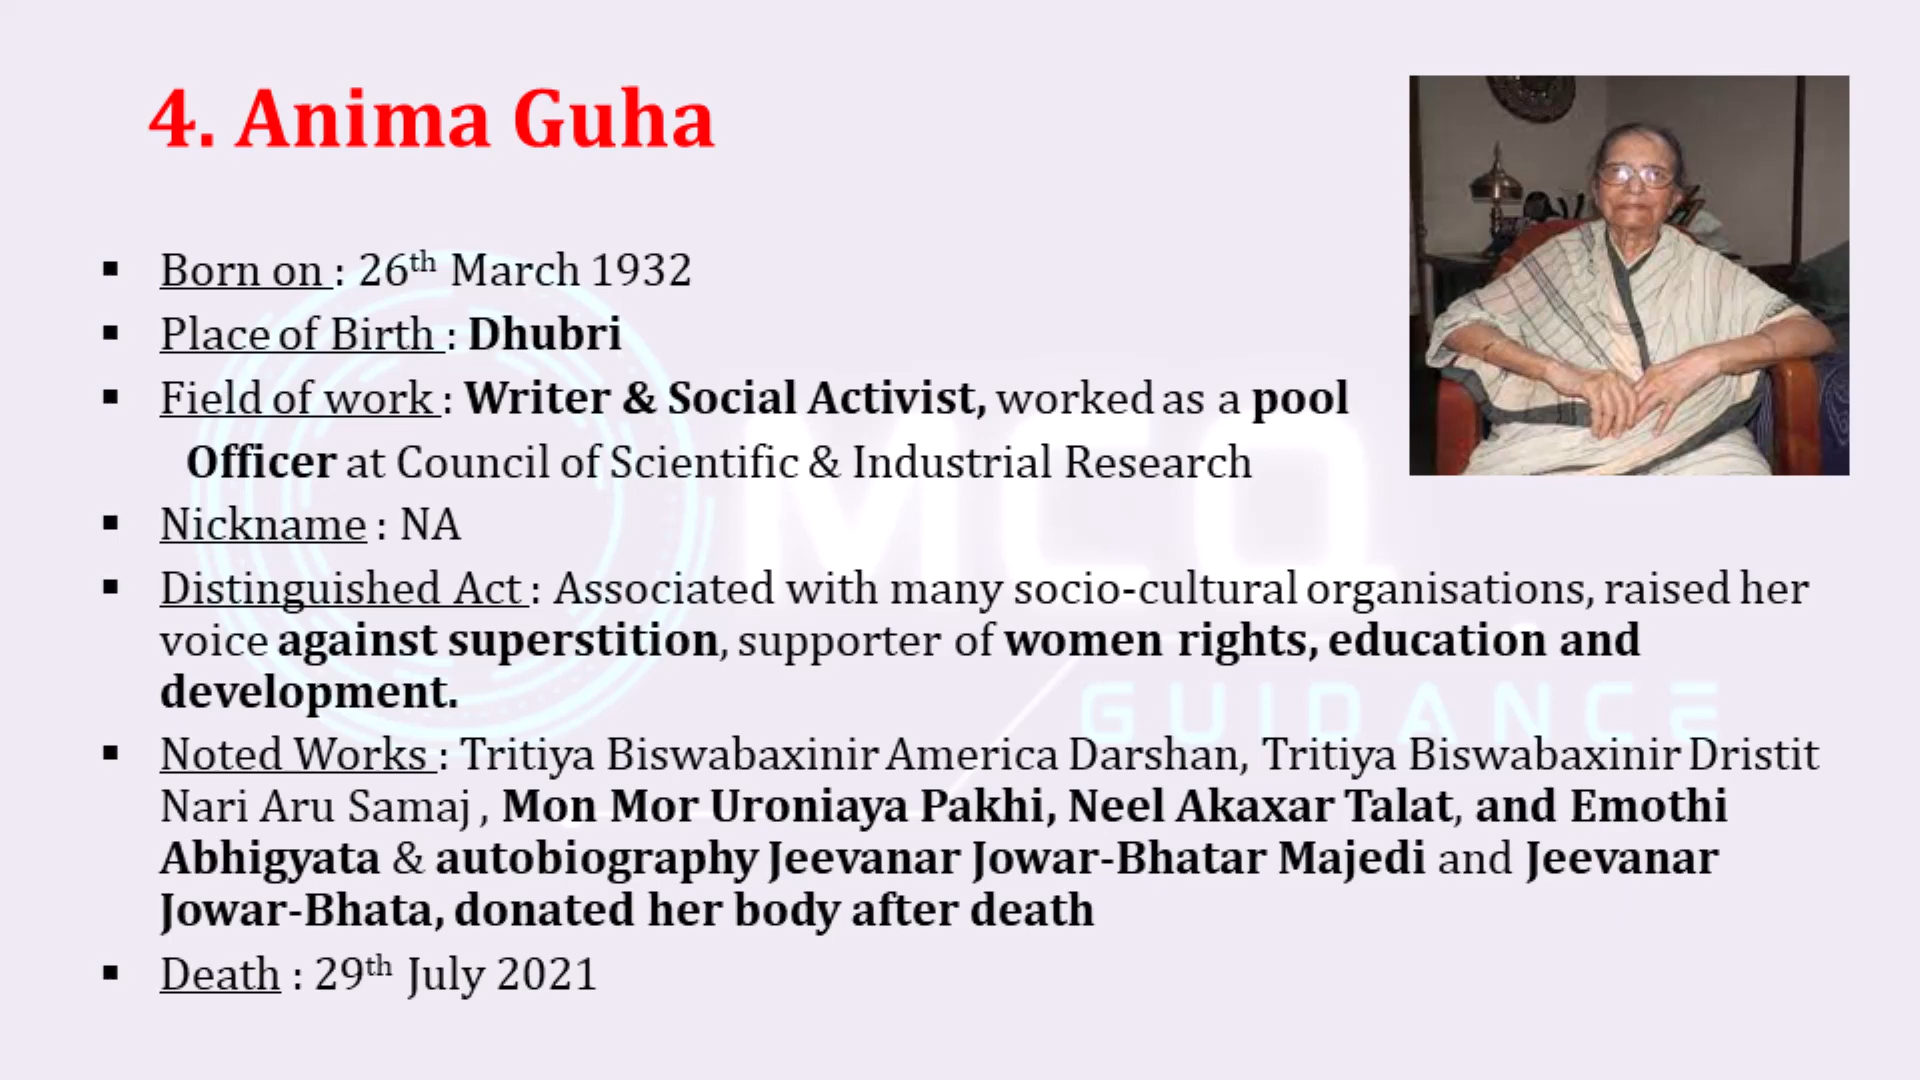 4. Anima Guha
▪ Born on : 26th March 1932
▪ Place of Birth : Dhubri
▪ Field of work : Writer & Social Activist, worked as a pool
Officer at Council of Scientific & Industrial Research
▪ Nickname : NA
▪ Distinguished Act : Associated with many socio-cultural organisations, raised her
voice against superstition, supporter of women rights, education and
development.
▪ Noted Works : Tritiya Biswabaxinir America Darshan, Tritiya Biswabaxinir Dristit
Nari Aru Samaj , Mon Mor Uroniaya Pakhi, Neel Akaxar Talat, and Emothi
Abhigyata & autobiography Jeevanar Jowar-Bhatar Majedi and Jeevanar
Jowar-Bhata, donated her body after death
▪ Death : 29th July 2021
MCQ
GUIDANCE